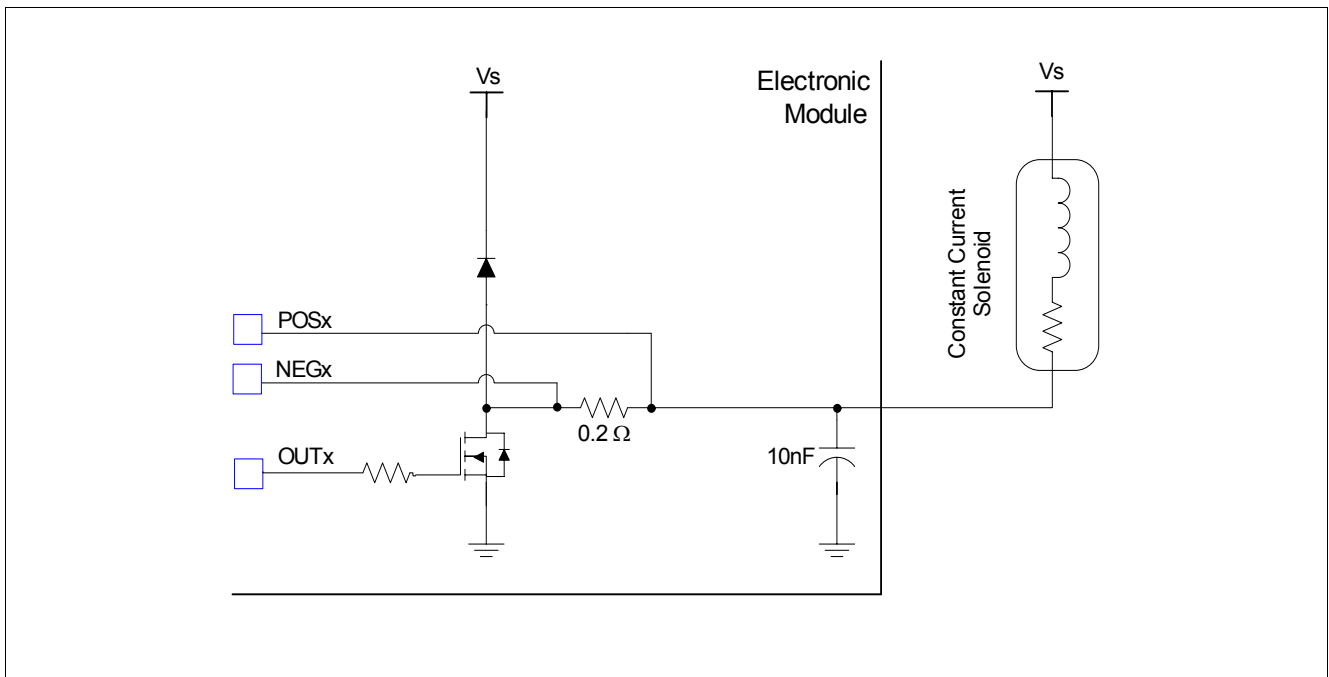 Vs
Electronic
Module
Vs
Constant Current
Solenoid
POSx
NEGx
0.2 Ω
OUTx
10nF